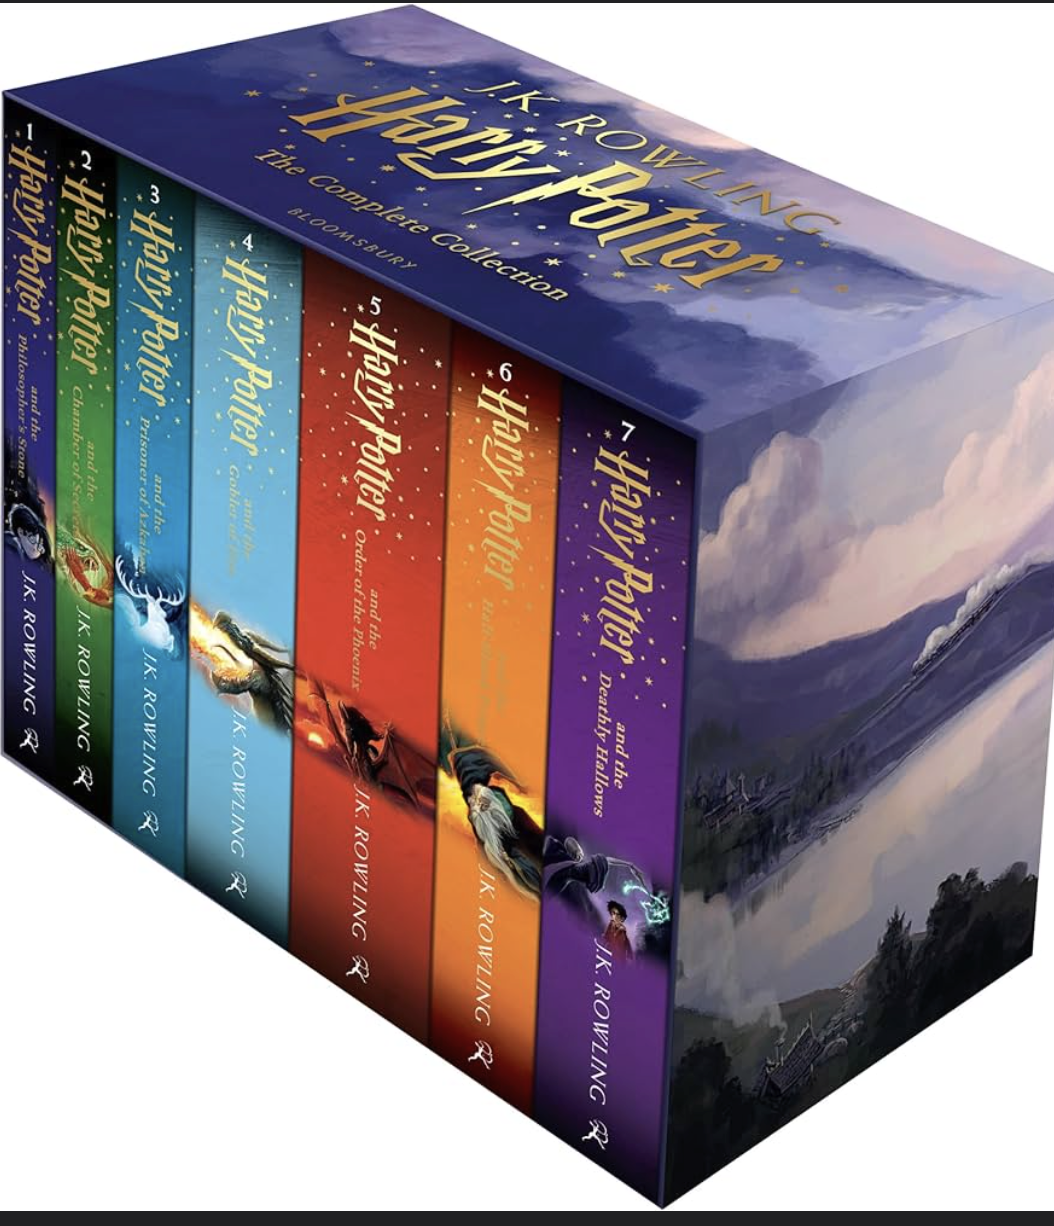 J.K. ROWLING
Harry Potter
The Complete Collection
BLOOMSBURY
1
Harry Potter
and the
Philosopher's Stone
J.K. ROWLING
2
Harry Potter
and the
Chamber of Secrets
J.K. ROWLING
3
Harry Potter
and the
Prisoner of Azkaban
J.K. ROWLING
4
Harry Potter
and the
Goblet of Fire
J.K. ROWLING
5
Harry Potter
and the
Order of the Phoenix
J.K. ROWLING
6
Harry Potter
J.K. ROWLING
7
Harry Potter
and the
Deathly Hallows
J.K. ROWLING